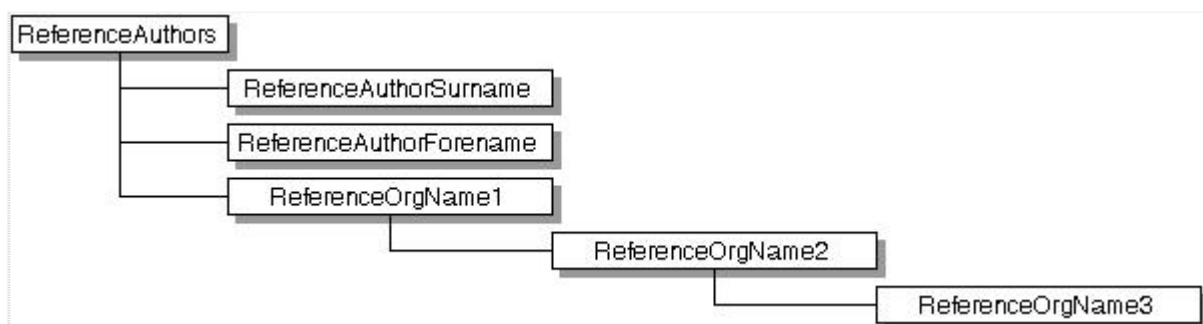 ReferenceAuthors
ReferenceAuthorSurname
ReferenceAuthorForename
ReferenceOrgName1
ReferenceOrgName2
ReferenceOrgName3